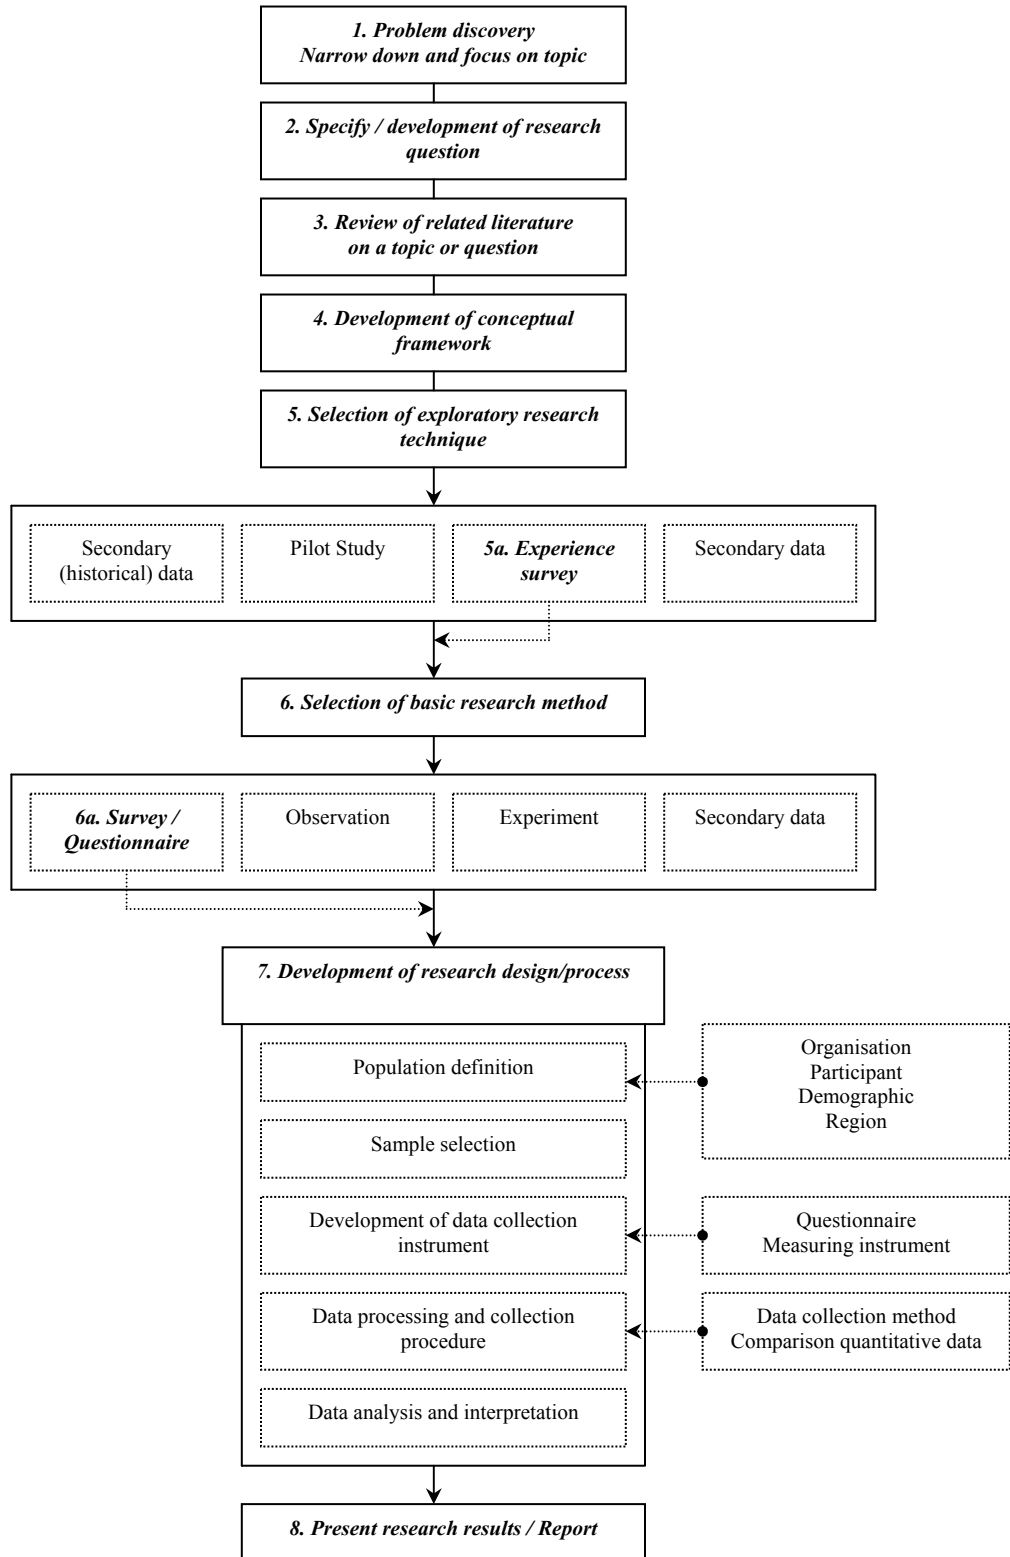 1. Problem discovery
Narrow down and focus on topic
2. Specify / development of research
question
3. Review of related literature
on a topic or question
4. Development of conceptual
framework
5. Selection of exploratory research
technique
Secondary
(historical) data
Pilot Study
5a. Experience
survey
Secondary data
6. Selection of basic research method
6a. Survey /
Questionnaire
Observation
Experiment
Secondary data
7. Development of research design/process
Population definition
Organisation
Participant
Demographic
Region
Sample selection
Development of data collection
instrument
Questionnaire
Measuring instrument
Data processing and collection
procedure
Data collection method
Comparison quantitative data
Data analysis and interpretation
8. Present research results / Report